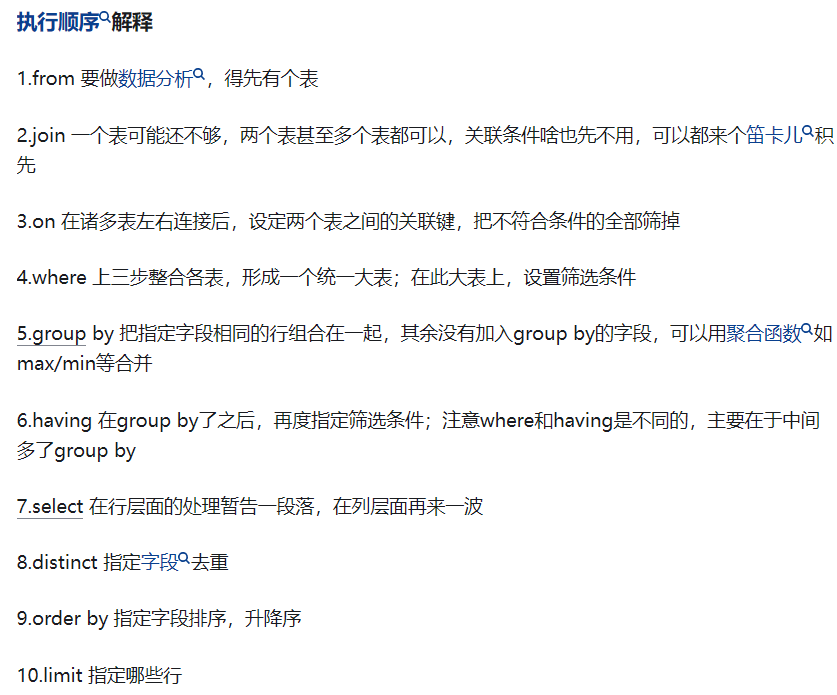 执行顺序解释
1.from 要做数据分析，得先有个表
2.join 一个表可能还不够，两个表甚至多个表都可以，关联条件啥也先不用，可以都来个笛卡儿积
先
3.on 在诸多表左右连接后，设定两个表之间的关联键，把不符合条件的全部筛掉
4.where 上三步整合各表，形成一个统一大表；在此大表上，设置筛选条件
5.group by 把指定字段相同的行组合在一起，其余没有加入group by的字段，可以用聚合函数如
max/min等合并
6.having 在group by了之后，再度指定筛选条件；注意where和having是不同的，主要在于中间
多了group by
7.select 在行层面的处理暂告一段落，在列层面再来一波
8.distinct 指定字段去重
9.order by 指定字段排序，升降序
10.limit 指定哪些行